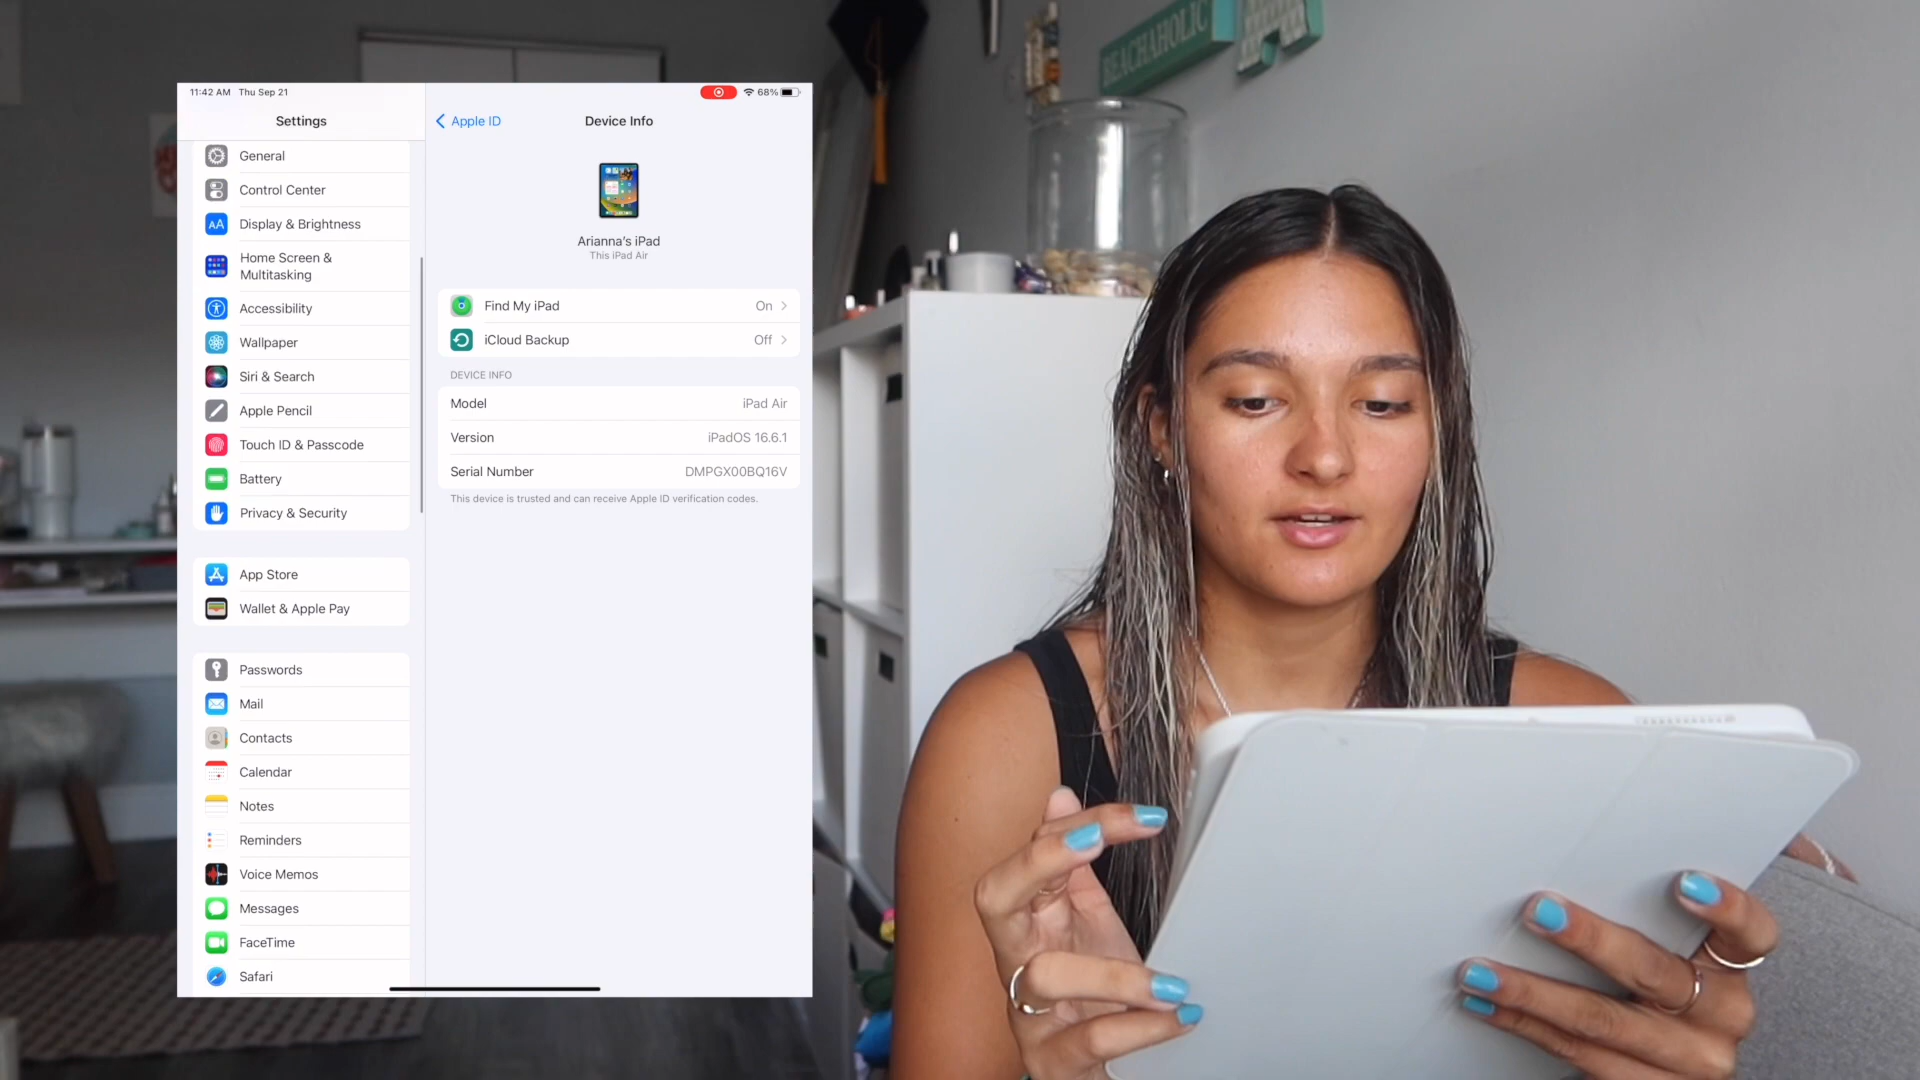 BEACHAHOLIC
11:42 AM Thu Sep 21
68%
Settings
General
Control Center
Display & Brightness
Home Screen &
Multitasking
Accessibility
Wallpaper
Siri & Search
Apple Pencil
Touch ID & Passcode
Battery
Privacy & Security
App Store
Wallet & Apple Pay
Passwords
Mail
Contacts
Calendar
Notes
Reminders
Voice Memos
Messages
FaceTime
Safari
Apple ID
Device Info
Arianna's iPad
This iPad Air
Find My iPad On
iCloud Backup Off
DEVICE INFO
Model iPad Air
Version iPadOS 16.6.1
Serial Number DMPGX00BQ16V
This device is trusted and can receive Apple ID verification codes.